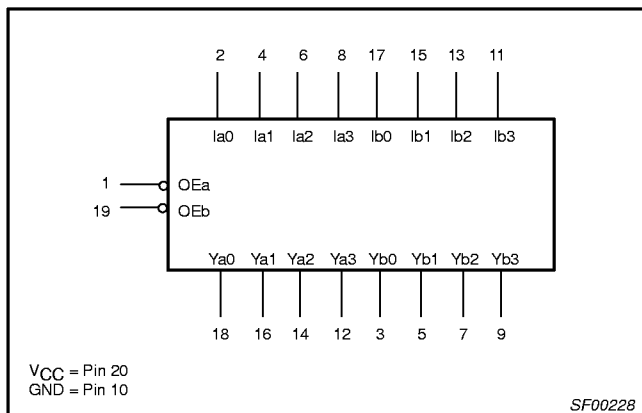 2 4 6 8 17 15 13 11
Ia0 Ia1 Ia2 Ia3 Ib0 Ib1 Ib2 Ib3
1 OEa
19 OEb
Ya0 Ya1 Ya2 Ya3 Yb0 Yb1 Yb2 Yb3
18 16 14 12 3 5 7 9
VCC = Pin 20
GND = Pin 10
SF00228